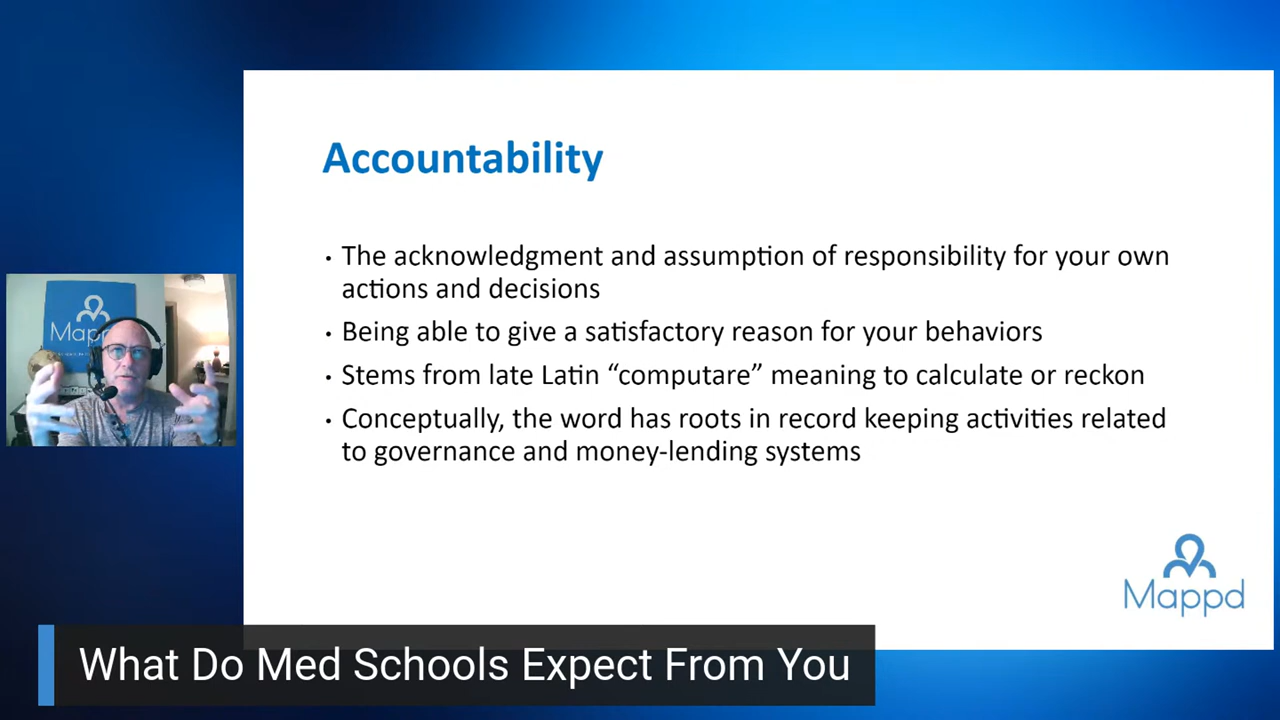 Accountability
• The acknowledgment and assumption of responsibility for your own
actions and decisions
• Being able to give a satisfactory reason for your behaviors
• Stems from late Latin “computare” meaning to calculate or reckon
• Conceptually, the word has roots in record keeping activities related
to governance and money-lending systems
Mappd
Mappd
What Do Med Schools Expect From You